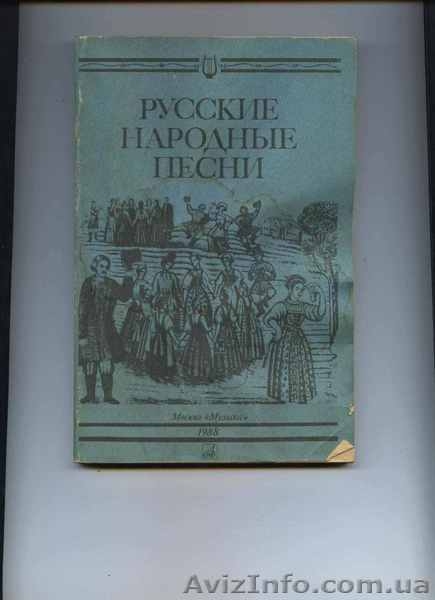 РУССКИЕ
НАРОДНЫЕ
ПЕСНИ
Москва «Музыка»
1988
AvizInfo.com.ua